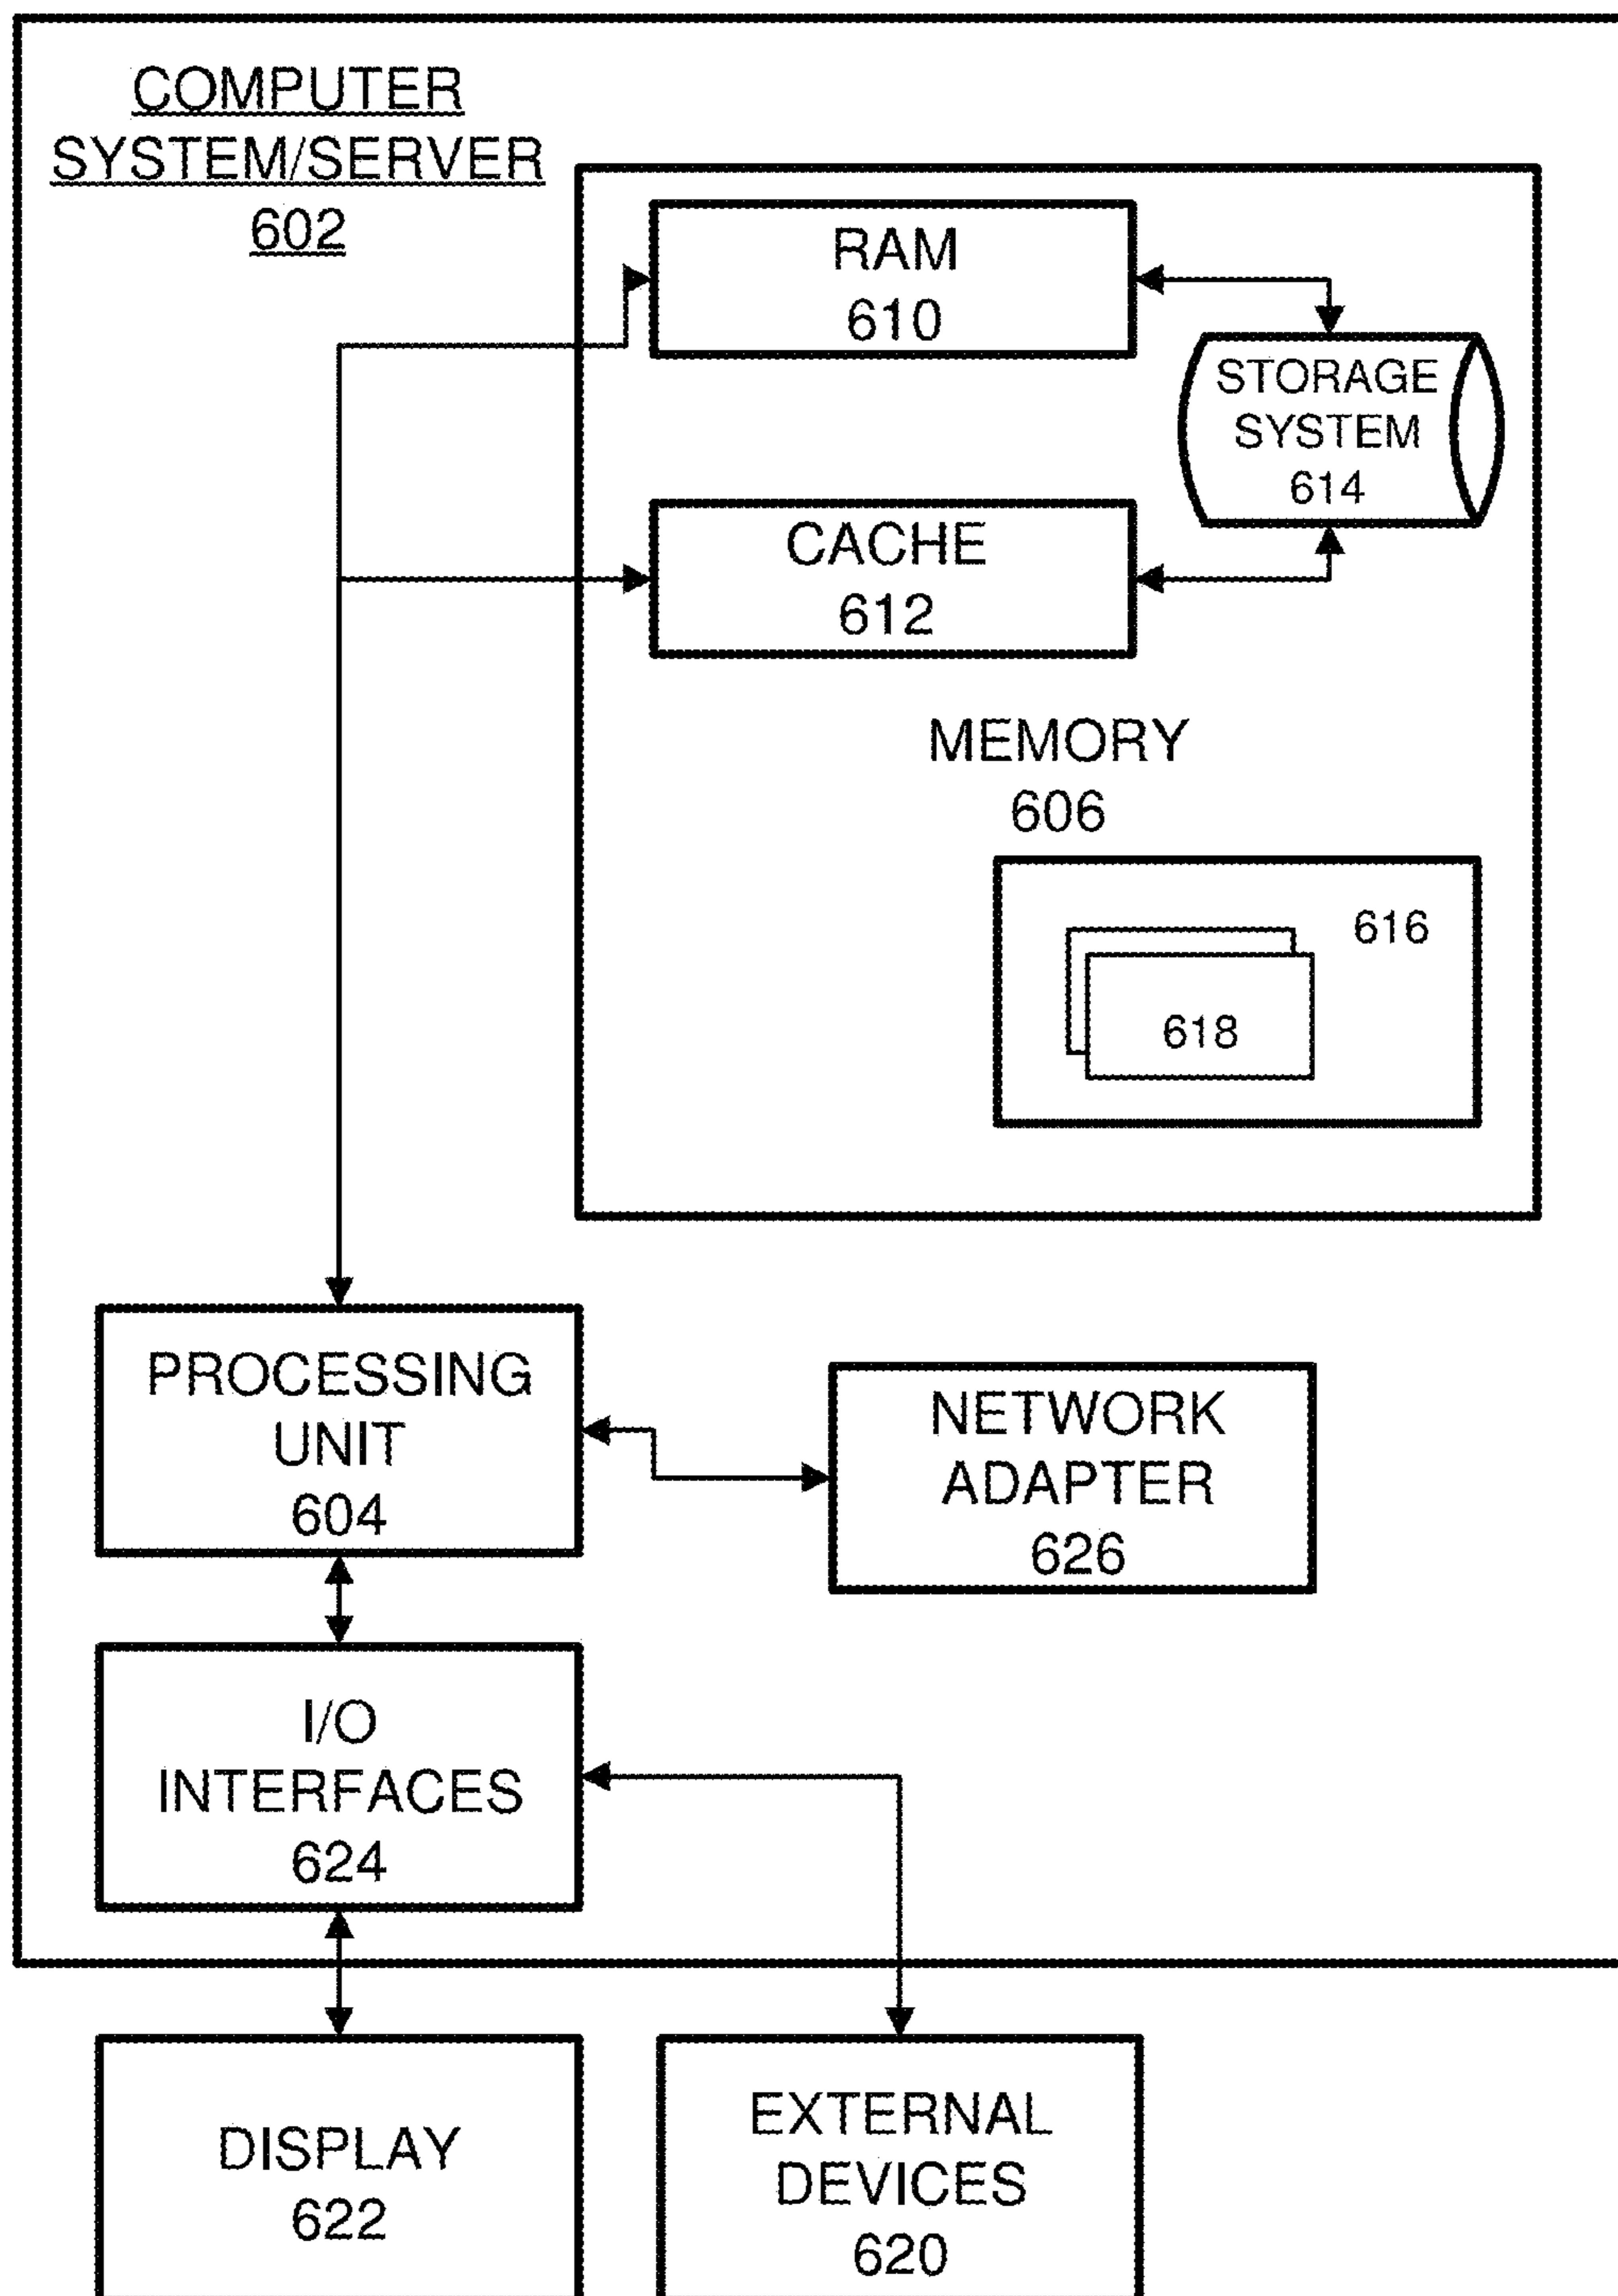 COMPUTER
SYSTEM/SERVER
602
RAM
610
STORAGE
SYSTEM
614
CACHE
612
MEMORY
606
616
618
PROCESSING
UNIT
604
NETWORK
ADAPTER
626
I/O
INTERFACES
624
DISPLAY
622
EXTERNAL
DEVICES
620